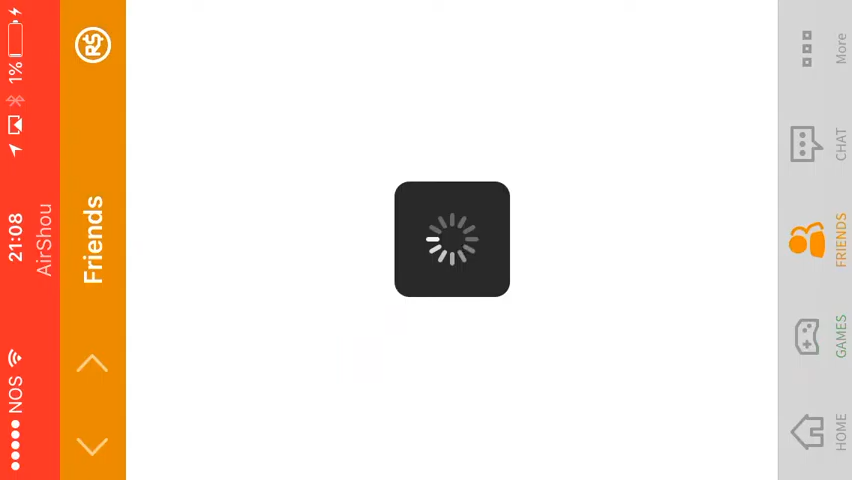 ●●●●● NOS 21:08 1%
AirShou
Friends R$
HOME GAMES FRIENDS CHAT More